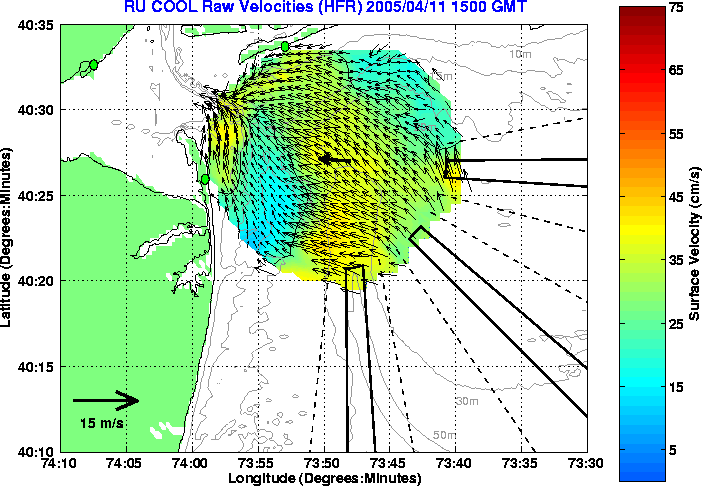 RU COOL Raw Velocities (HFR) 2005/04/11 1500 GMT
40:35
40:30
40:25
40:20
40:15
40:10
Latitude (Degrees:Minutes)
10m
15 m/s
30m
50m
74:10
74:05
74:00
73:55
73:50
73:45
73:40
73:35
73:30
Longitude (Degrees:Minutes)
75
65
55
45
35
25
15
5
Surface Velocity (cm/s)